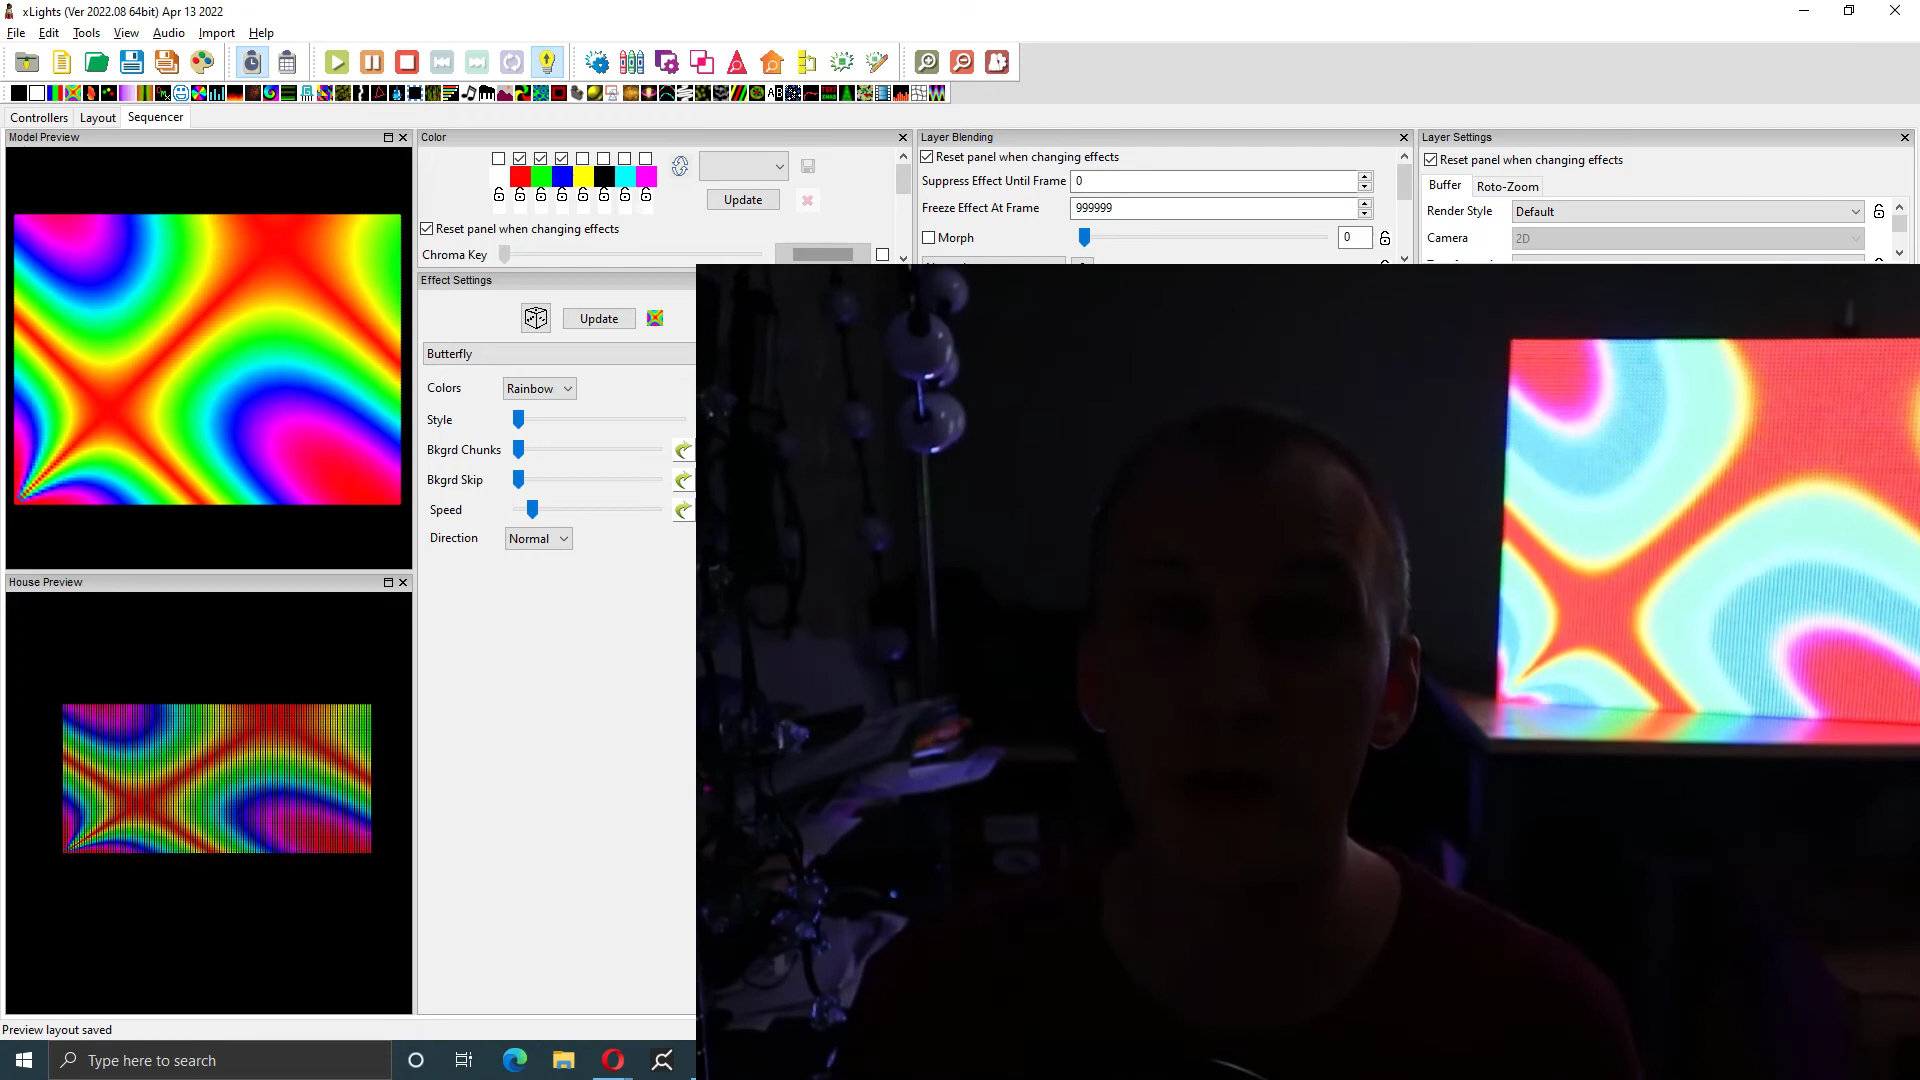 xLights (Ver 2022.08 64bit) Apr 13 2022
File Edit Tools View Audio Import Help
Controllers Layout Sequencer
Model Preview
Color
Update
Reset panel when changing effects
Chroma Key
Layer Blending
Reset panel when changing effects
Suppress Effect Until Frame 0
Freeze Effect At Frame 999999
Morph 0
Layer Settings
Reset panel when changing effects
Buffer Roto-Zoom
Render Style Default
Camera 2D
Effect Settings
Update
Butterfly
Colors Rainbow
Style
Bkgrd Chunks
Bkgrd Skip
Speed
Direction Normal
House Preview
Preview layout saved
Type here to search